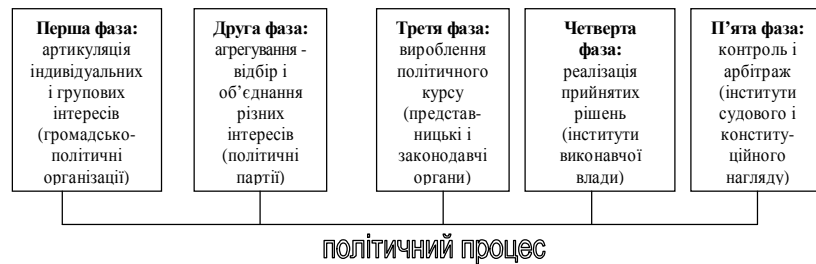 Перша фаза:
артикуляція
індивідуальних
і групових
інтересів
(громадсько-
політичні
організації)
Друга фаза:
агрегування -
відбір і
об’єднання
різних
інтересів
(політичні
партії)
Третя фаза:
вироблення
політичного
курсу
(представ-
ницькі і
законодавчі
органи)
Четверта
фаза:
реалізація
прийнятих
рішень
(інститути
виконавчої
влади)
П’ята фаза:
контроль і
арбітраж
(інститути
судового і
конститу-
ційного
нагляду)
політичний процес